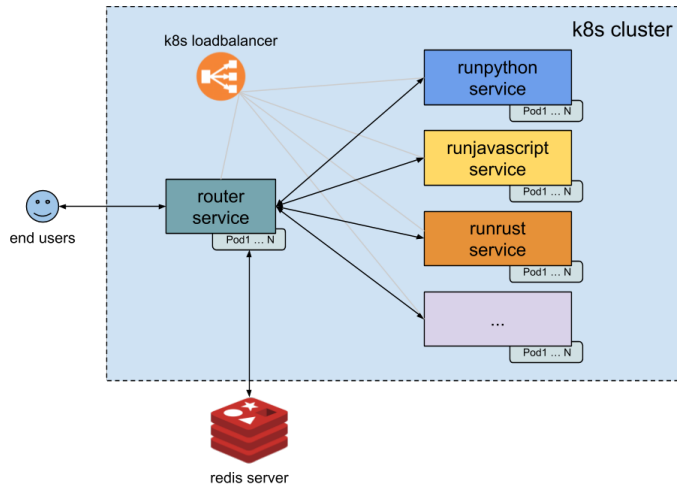 k8s cluster
k8s loadbalancer
runpython
service
Pod1 ... N
runjavascript
service
Pod1 ... N
router
service
Pod1 ... N
end users
runrust
service
Pod1 ... N
...
Pod1 ... N
redis server